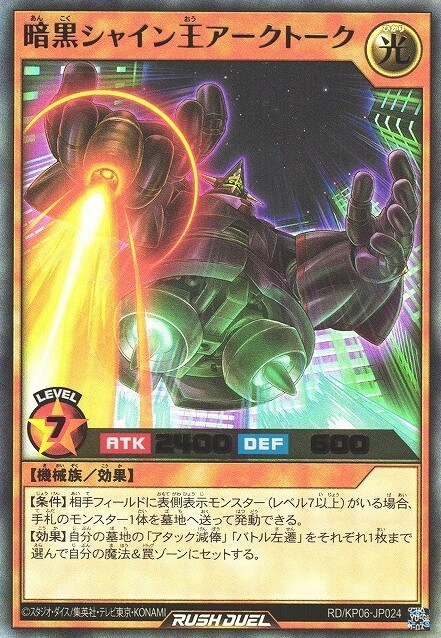 暗黒シャイン王アークトーク
光
LEVEL
7
ATK 2400 DEF 600
【機械族/効果】
【条件】相手フィールドに表側表示モンスター(レベル7以上)がいる場合、
手札のモンスター1体を墓地へ送って発動できる。
【効果】自分の墓地の「アタック減俸」「バトル左遷」をそれぞれ1枚まで
選んで自分の魔法&罠ゾーンにセットする。
©スタジオ・ダイス/集英社・テレビ東京・KONAMI
RUSH DUEL
RD/KP06-JP024